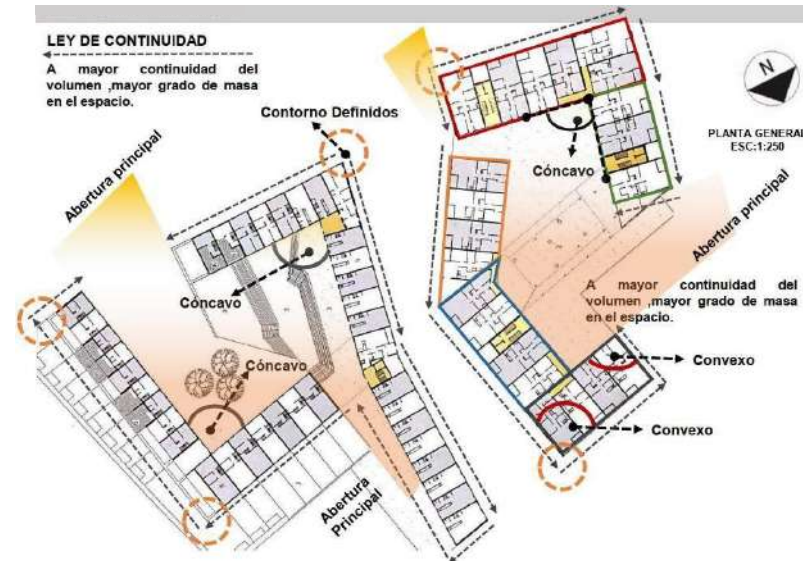 LEY DE CONTINUIDAD
A mayor continuidad del
volumen ,mayor grado de masa
en el espacio.
Contorno Definidos
Abertura principal
Cóncavo
Cóncavo
Abertura
Principal
N
PLANTA GENERAL
ESC:1:250
Cóncavo
Abertura principal
A mayor continuidad del
volumen ,mayor grado de masa
en el espacio.
Convexo
Convexo